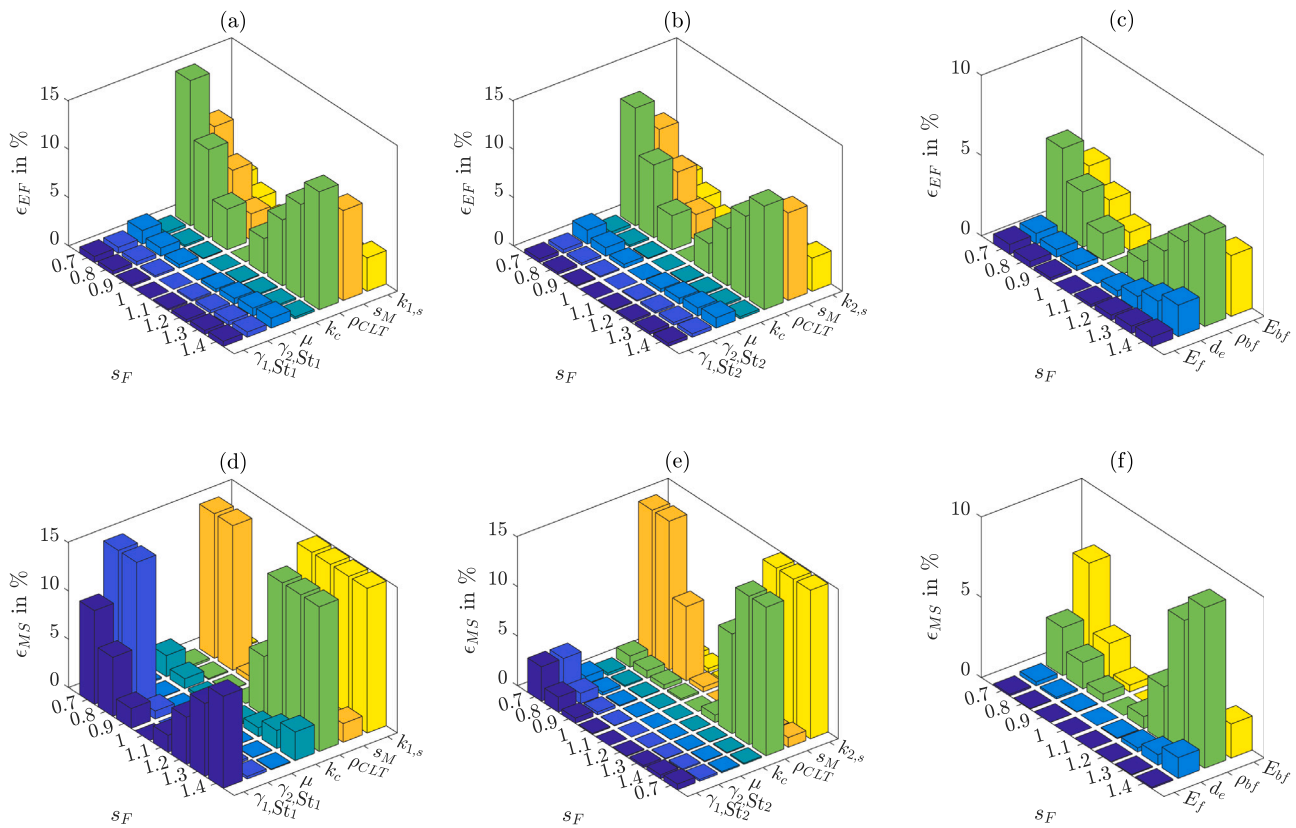 (a)
ϵ_EF in %
15
10
5
0
0.7
0.8
0.9
1
1.1
1.2
1.3
1.4
s_F
γ_1,St_1
γ_2,St_1
μ
k_c
ρ_CLT
s_M
k_1,s
(b)
ϵ_EF in %
15
10
5
0
0.7
0.8
0.9
1
1.1
1.2
1.3
1.4
s_F
γ_1,St_2
γ_2,St_2
μ
k_c
ρ_CLT
s_M
k_2,s
(c)
ϵ_EF in %
10
5
0
0.7
0.8
0.9
1
1.1
1.2
1.3
1.4
s_F
E_f
d_e
ρ_bf
E_bf
(d)
ϵ_MS in %
15
10
5
0
0.7
0.8
0.9
1
1.1
1.2
1.3
1.4
s_F
γ_1,St_1
γ_2,St_1
μ
k_c
ρ_CLT
s_M
k_1,s
(e)
ϵ_MS in %
15
10
5
0
0.7
0.8
0.9
1
1.1
1.2
1.3
1.4
0.7
s_F
γ_1,St_2
γ_2,St_2
μ
k_c
ρ_CLT
s_M
k_2,s
(f)
ϵ_MS in %
10
5
0
0.7
0.8
0.9
1
1.1
1.2
1.3
1.4
s_F
E_f
d_e
ρ_bf
E_bf